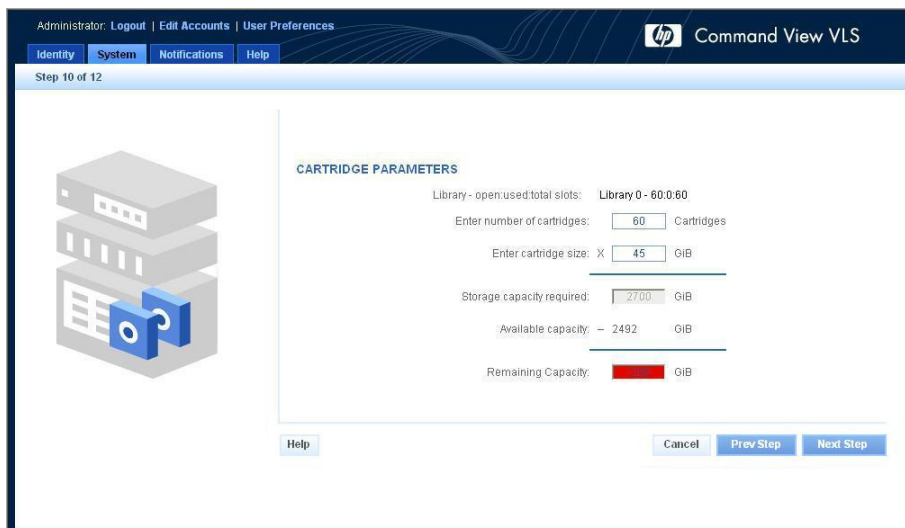 Administrator: Logout | Edit Accounts | User Preferences
hp Command View VLS
Identity System Notifications Help
Step 10 of 12
CARTRIDGE PARAMETERS
Library - open:used:total slots: Library 0 - 60:0:60
Enter number of cartridges: 60 Cartridges
Enter cartridge size: X 45 GiB
Storage capacity required: 2700 GiB
Available capacity: – 2492 GiB
Remaining Capacity: GiB
Help Cancel Prev Step Next Step